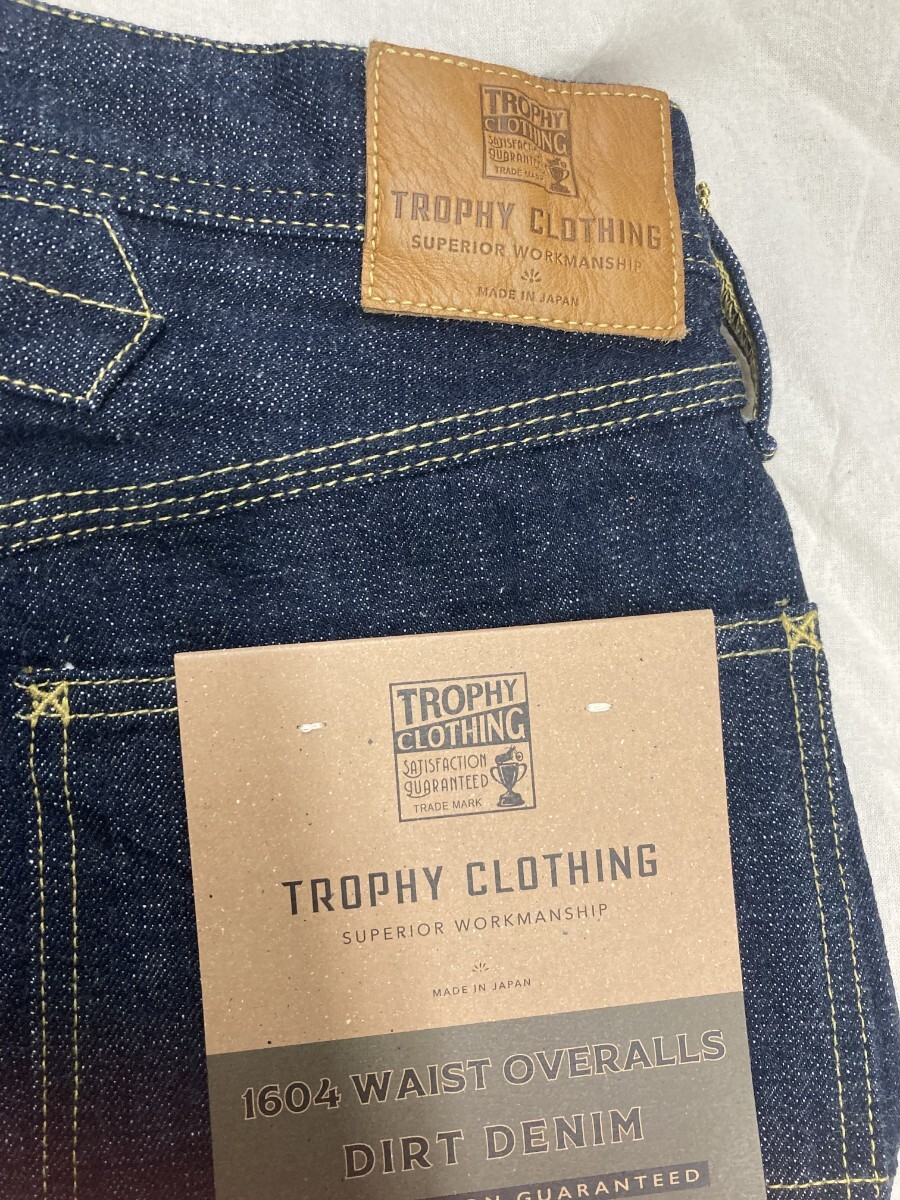 TROPHY
CLOTHING
SATISFACTION
GUARANTEED
TRADE MARK
TROPHY CLOTHING
SUPERIOR WORKMANSHIP
MADE IN JAPAN
TROPHY
CLOTHING
SATISFACTION
GUARANTEED
TRADE MARK
TROPHY CLOTHING
SUPERIOR WORKMANSHIP
MADE IN JAPAN
1604 WAIST OVERALLS
DIRT DENIM
GUARANTEED